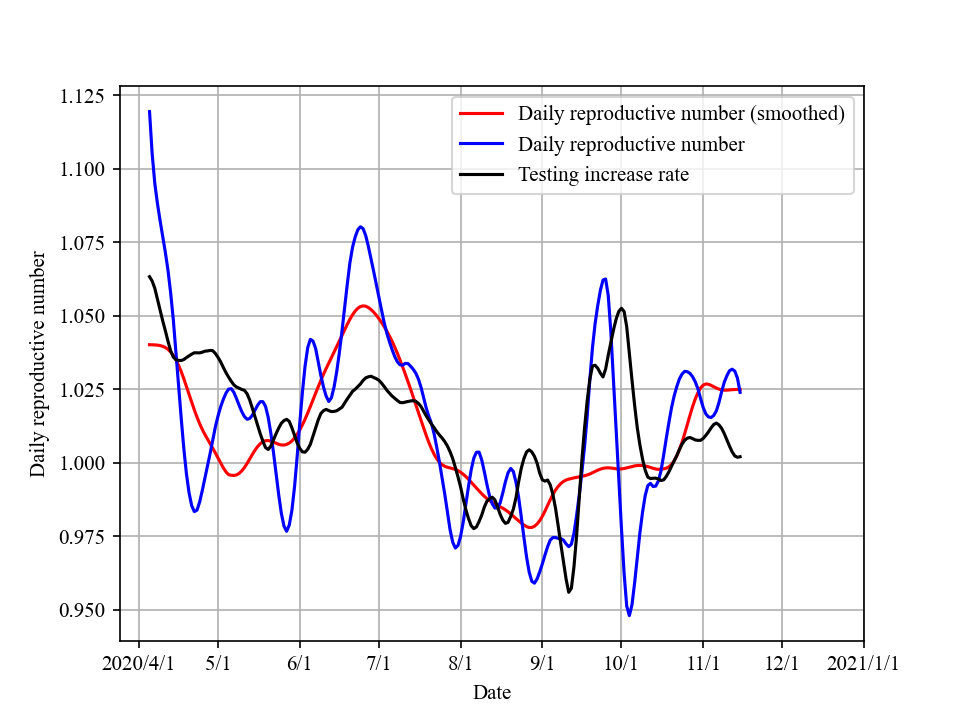 Daily reproductive number (smoothed)
Daily reproductive number
Testing increase rate
Daily reproductive number
1.125
1.100
1.075
1.050
1.025
1.000
0.975
0.950
2020/4/1 5/1 6/1 7/1 8/1 9/1 10/1 11/1 12/1 2021/1/1
Date